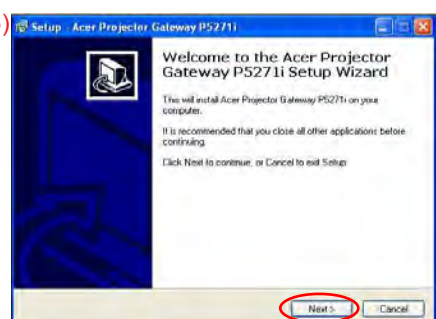 )
Setup - Acer Projector Gateway P5271i
Welcome to the Acer Projector
Gateway P5271i Setup Wizard
This will install Acer Projector Gateway P5271i on your
computer.
It is recommended that you close all other applications before
continuing.
Click Next to continue, or Cancel to exit Setup.
Next >
Cancel